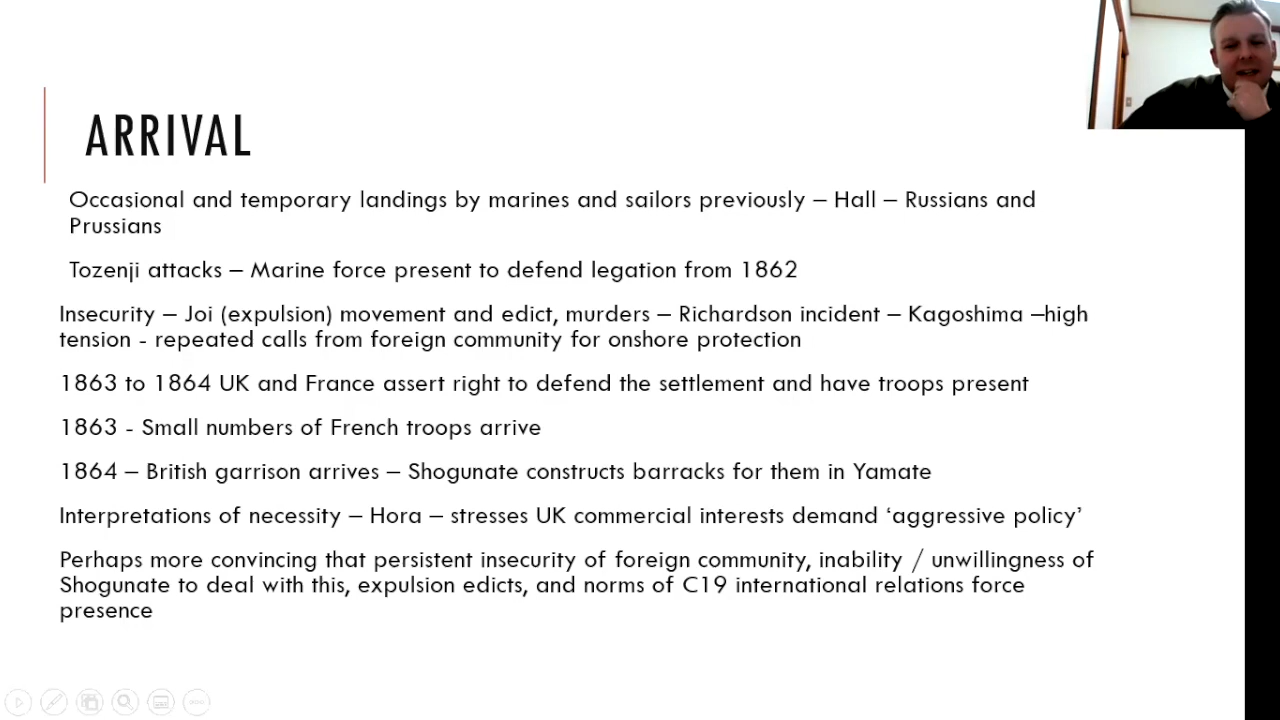 ARRIVAL
Occasional and temporary landings by marines and sailors previously – Hall – Russians and
Prussians
Tozenji attacks – Marine force present to defend legation from 1862
Insecurity – Joi (expulsion) movement and edict, murders – Richardson incident – Kagoshima –high
tension - repeated calls from foreign community for onshore protection
1863 to 1864 UK and France assert right to defend the settlement and have troops present
1863 - Small numbers of French troops arrive
1864 – British garrison arrives – Shogunate constructs barracks for them in Yamate
Interpretations of necessity – Hora – stresses UK commercial interests demand ‘aggressive policy’
Perhaps more convincing that persistent insecurity of foreign community, inability / unwillingness of
Shogunate to deal with this, expulsion edicts, and norms of C19 international relations force
presence